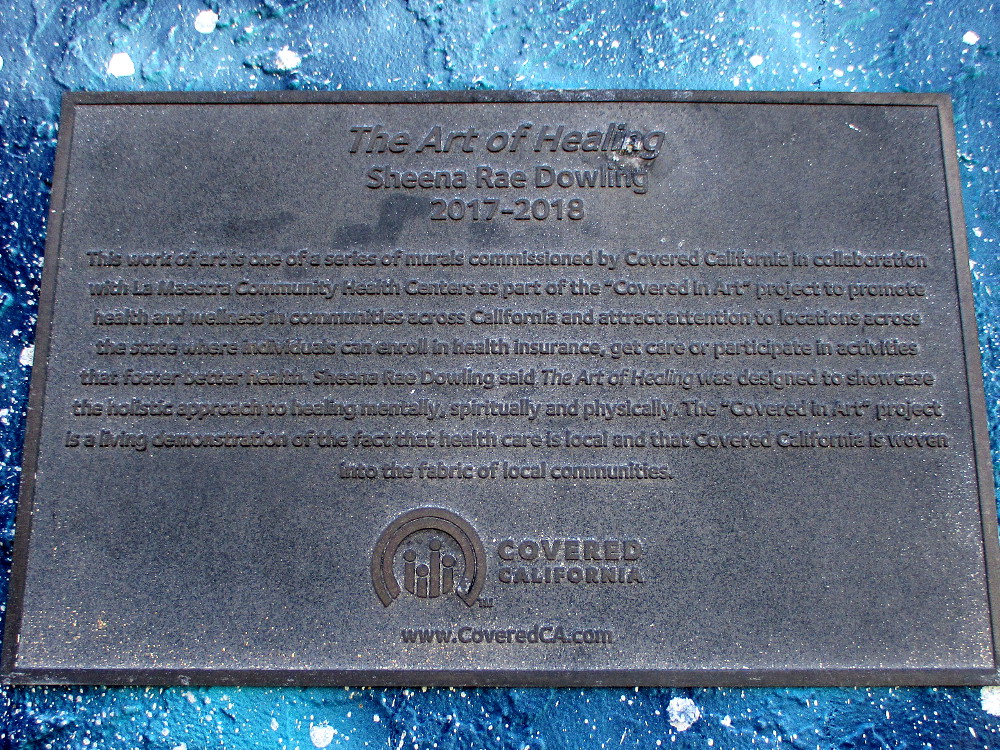 The Art of Healing
Sheena Rae Dowling
2017-2018
This work of art is one of a series of murals commissioned by Covered California in collaboration
with La Maestra Community Health Centers as part of the "Covered in Art" project to promote
health and wellness in communities across California and attract attention to locations across
the state where individuals can enroll in health insurance, get care or participate in activities
that foster better health. Sheena Rae Dowling said The Art of Healing was designed to showcase
the holistic approach to healing mentally, spiritually and physically. The "Covered in Art" project
is a living demonstration of the fact that health care is local and that Covered California is woven
into the fabric of local communities.
COVERED
CALIFORNIA
TM
www.CoveredCA.com